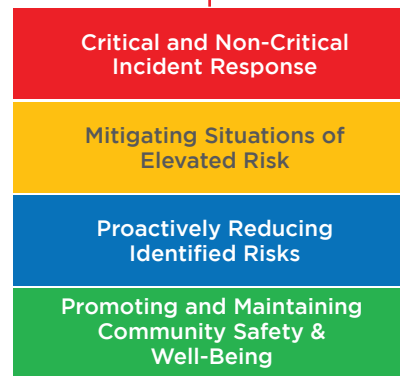 Critical and Non-Critical
Incident Response
Mitigating Situations of
Elevated Risk
Proactively Reducing
Identified Risks
Promoting and Maintaining
Community Safety &
Well-Being